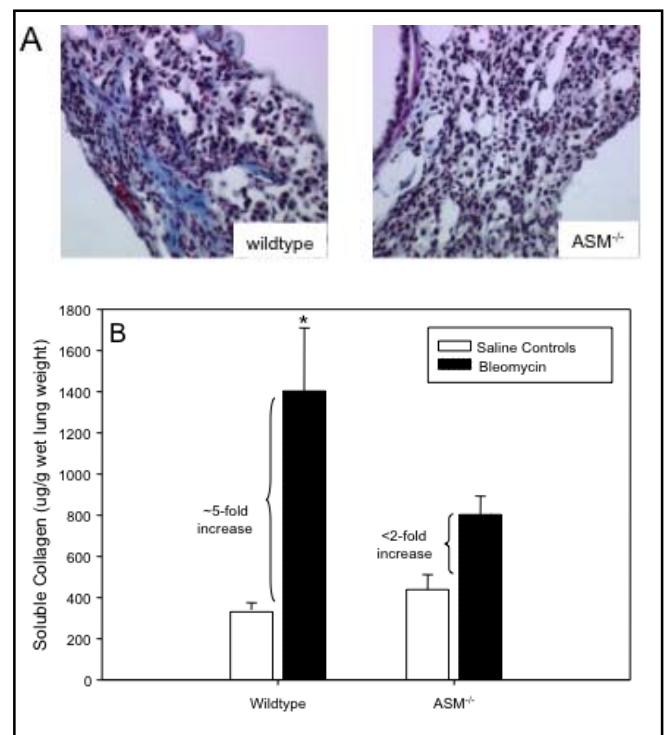 A
wildtype
ASM-/-
B
Soluble Collagen (ug/g wet lung weight)
1800
1600
1400
1200
1000
800
600
400
200
0
*
Saline Controls
Bleomycin
~5-fold
increase
<2-fold
increase
Wildtype
ASM-/-